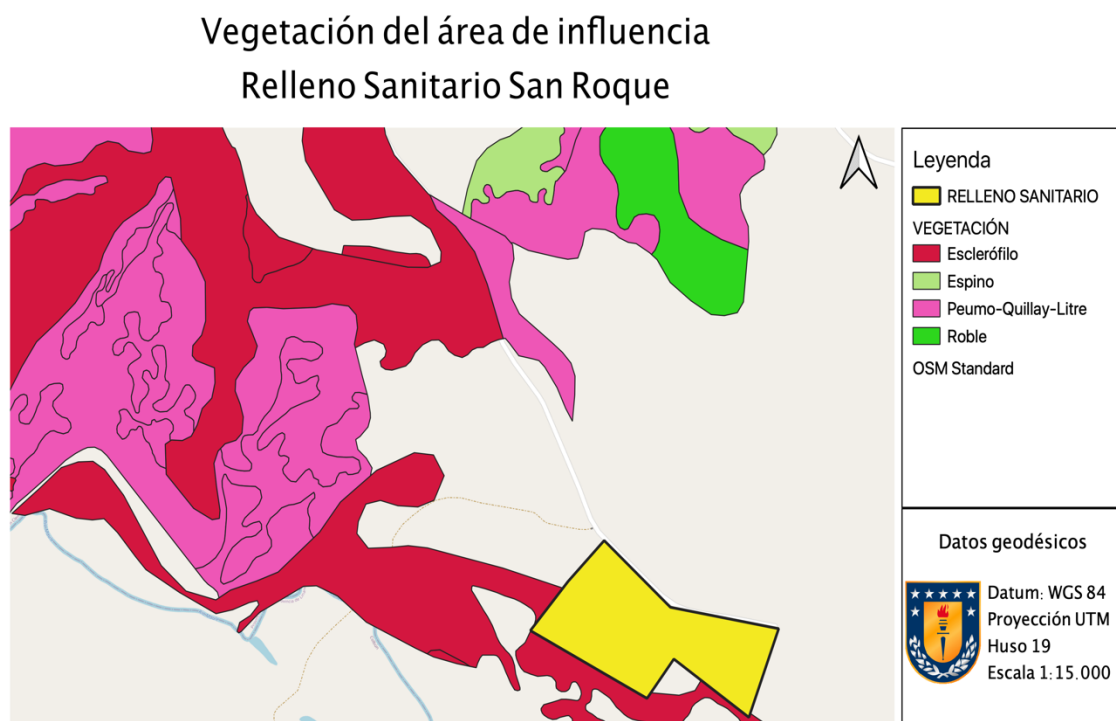 Vegetación del área de influencia
Relleno Sanitario San Roque
Leyenda
RELLENO SANITARIO
VEGETACIÓN
Esclerófilo
Espino
Peumo-Quillay-Litre
Roble
OSM Standard
Datos geodésicos
Datum: WGS 84
Proyección UTM
Huso 19
Escala 1:15.000